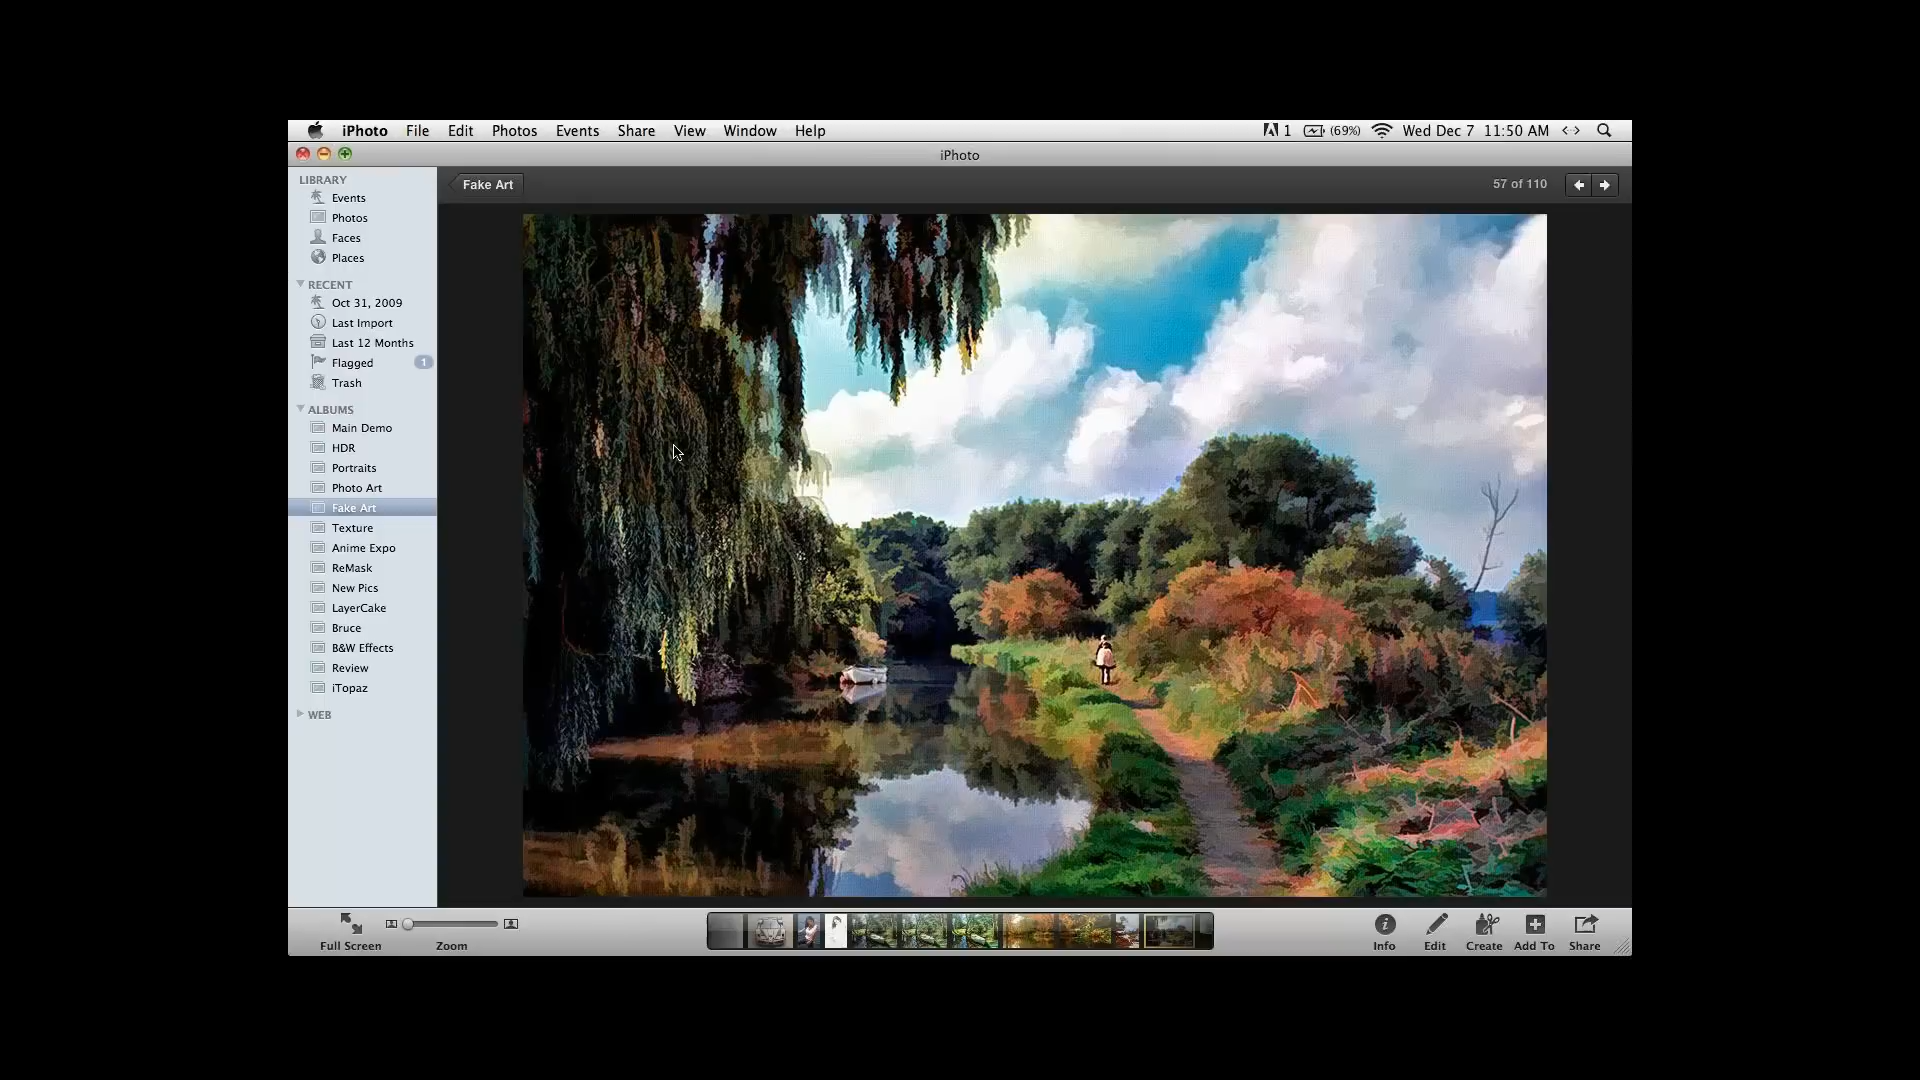 iPhoto File Edit Photos Events Share View Window Help 1 (69%) Wed Dec 7 11:50 AM
iPhoto
Fake Art 57 of 110
LIBRARY
Events
Photos
Faces
Places
RECENT
Oct 31, 2009
Last Import
Last 12 Months
Flagged 1
Trash
ALBUMS
Main Demo
HDR
Portraits
Photo Art
Fake Art
Texture
Anime Expo
ReMask
New Pics
LayerCake
Bruce
B&W Effects
Review
iTopaz
WEB
Full Screen Zoom Info Edit Create Add To Share